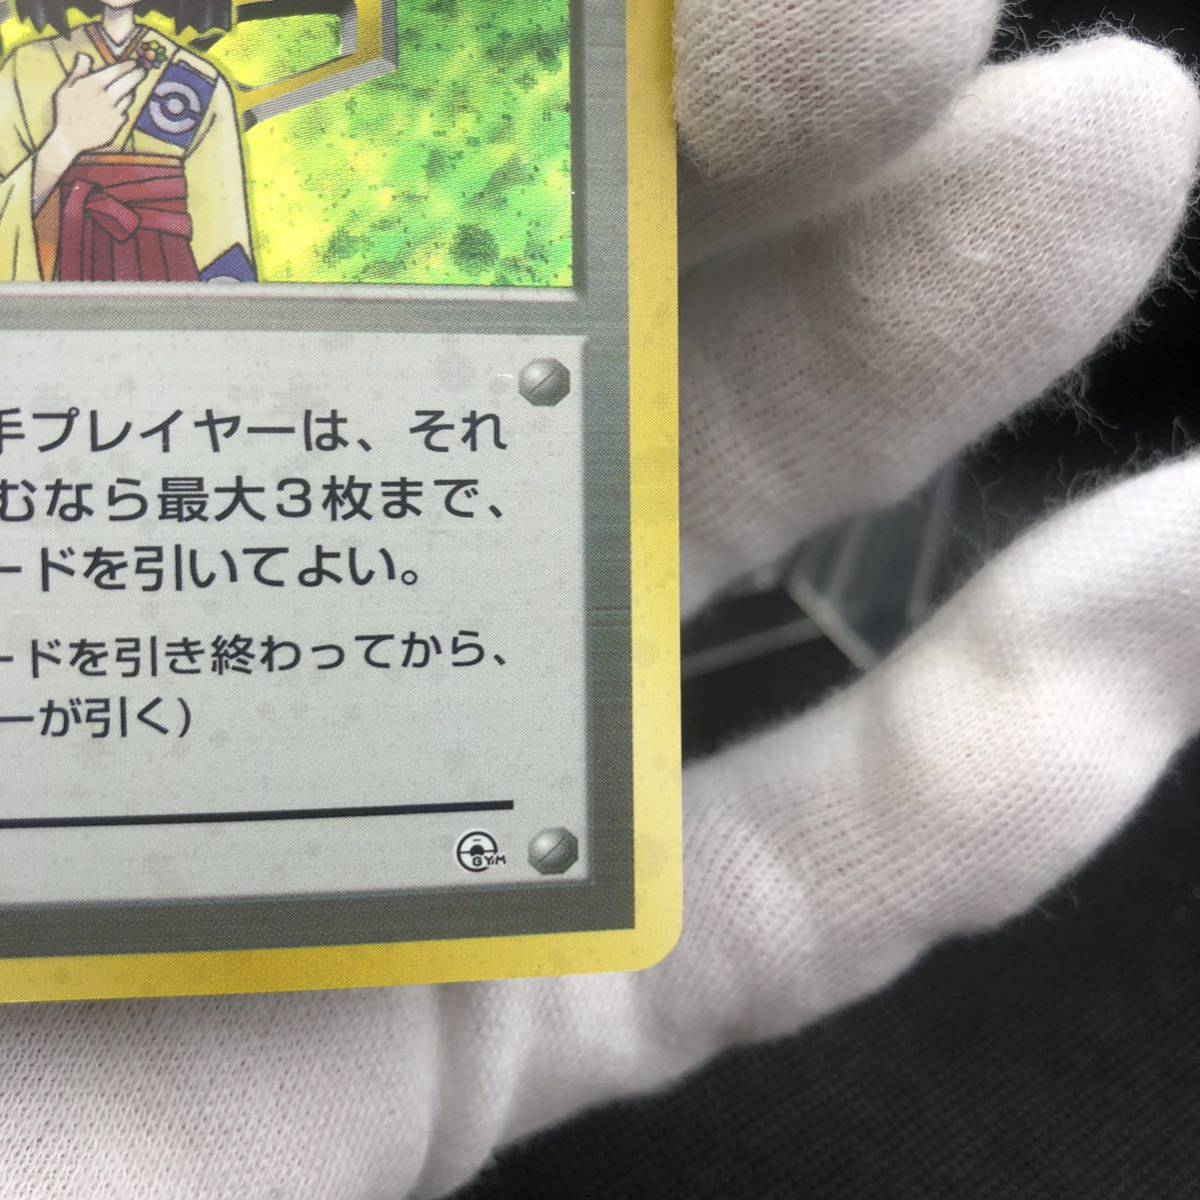 手プレイヤーは、それ
むなら最大3枚まで、
ードを引いてよい。
ードを引き終わってから、
ーが引く)
GYM